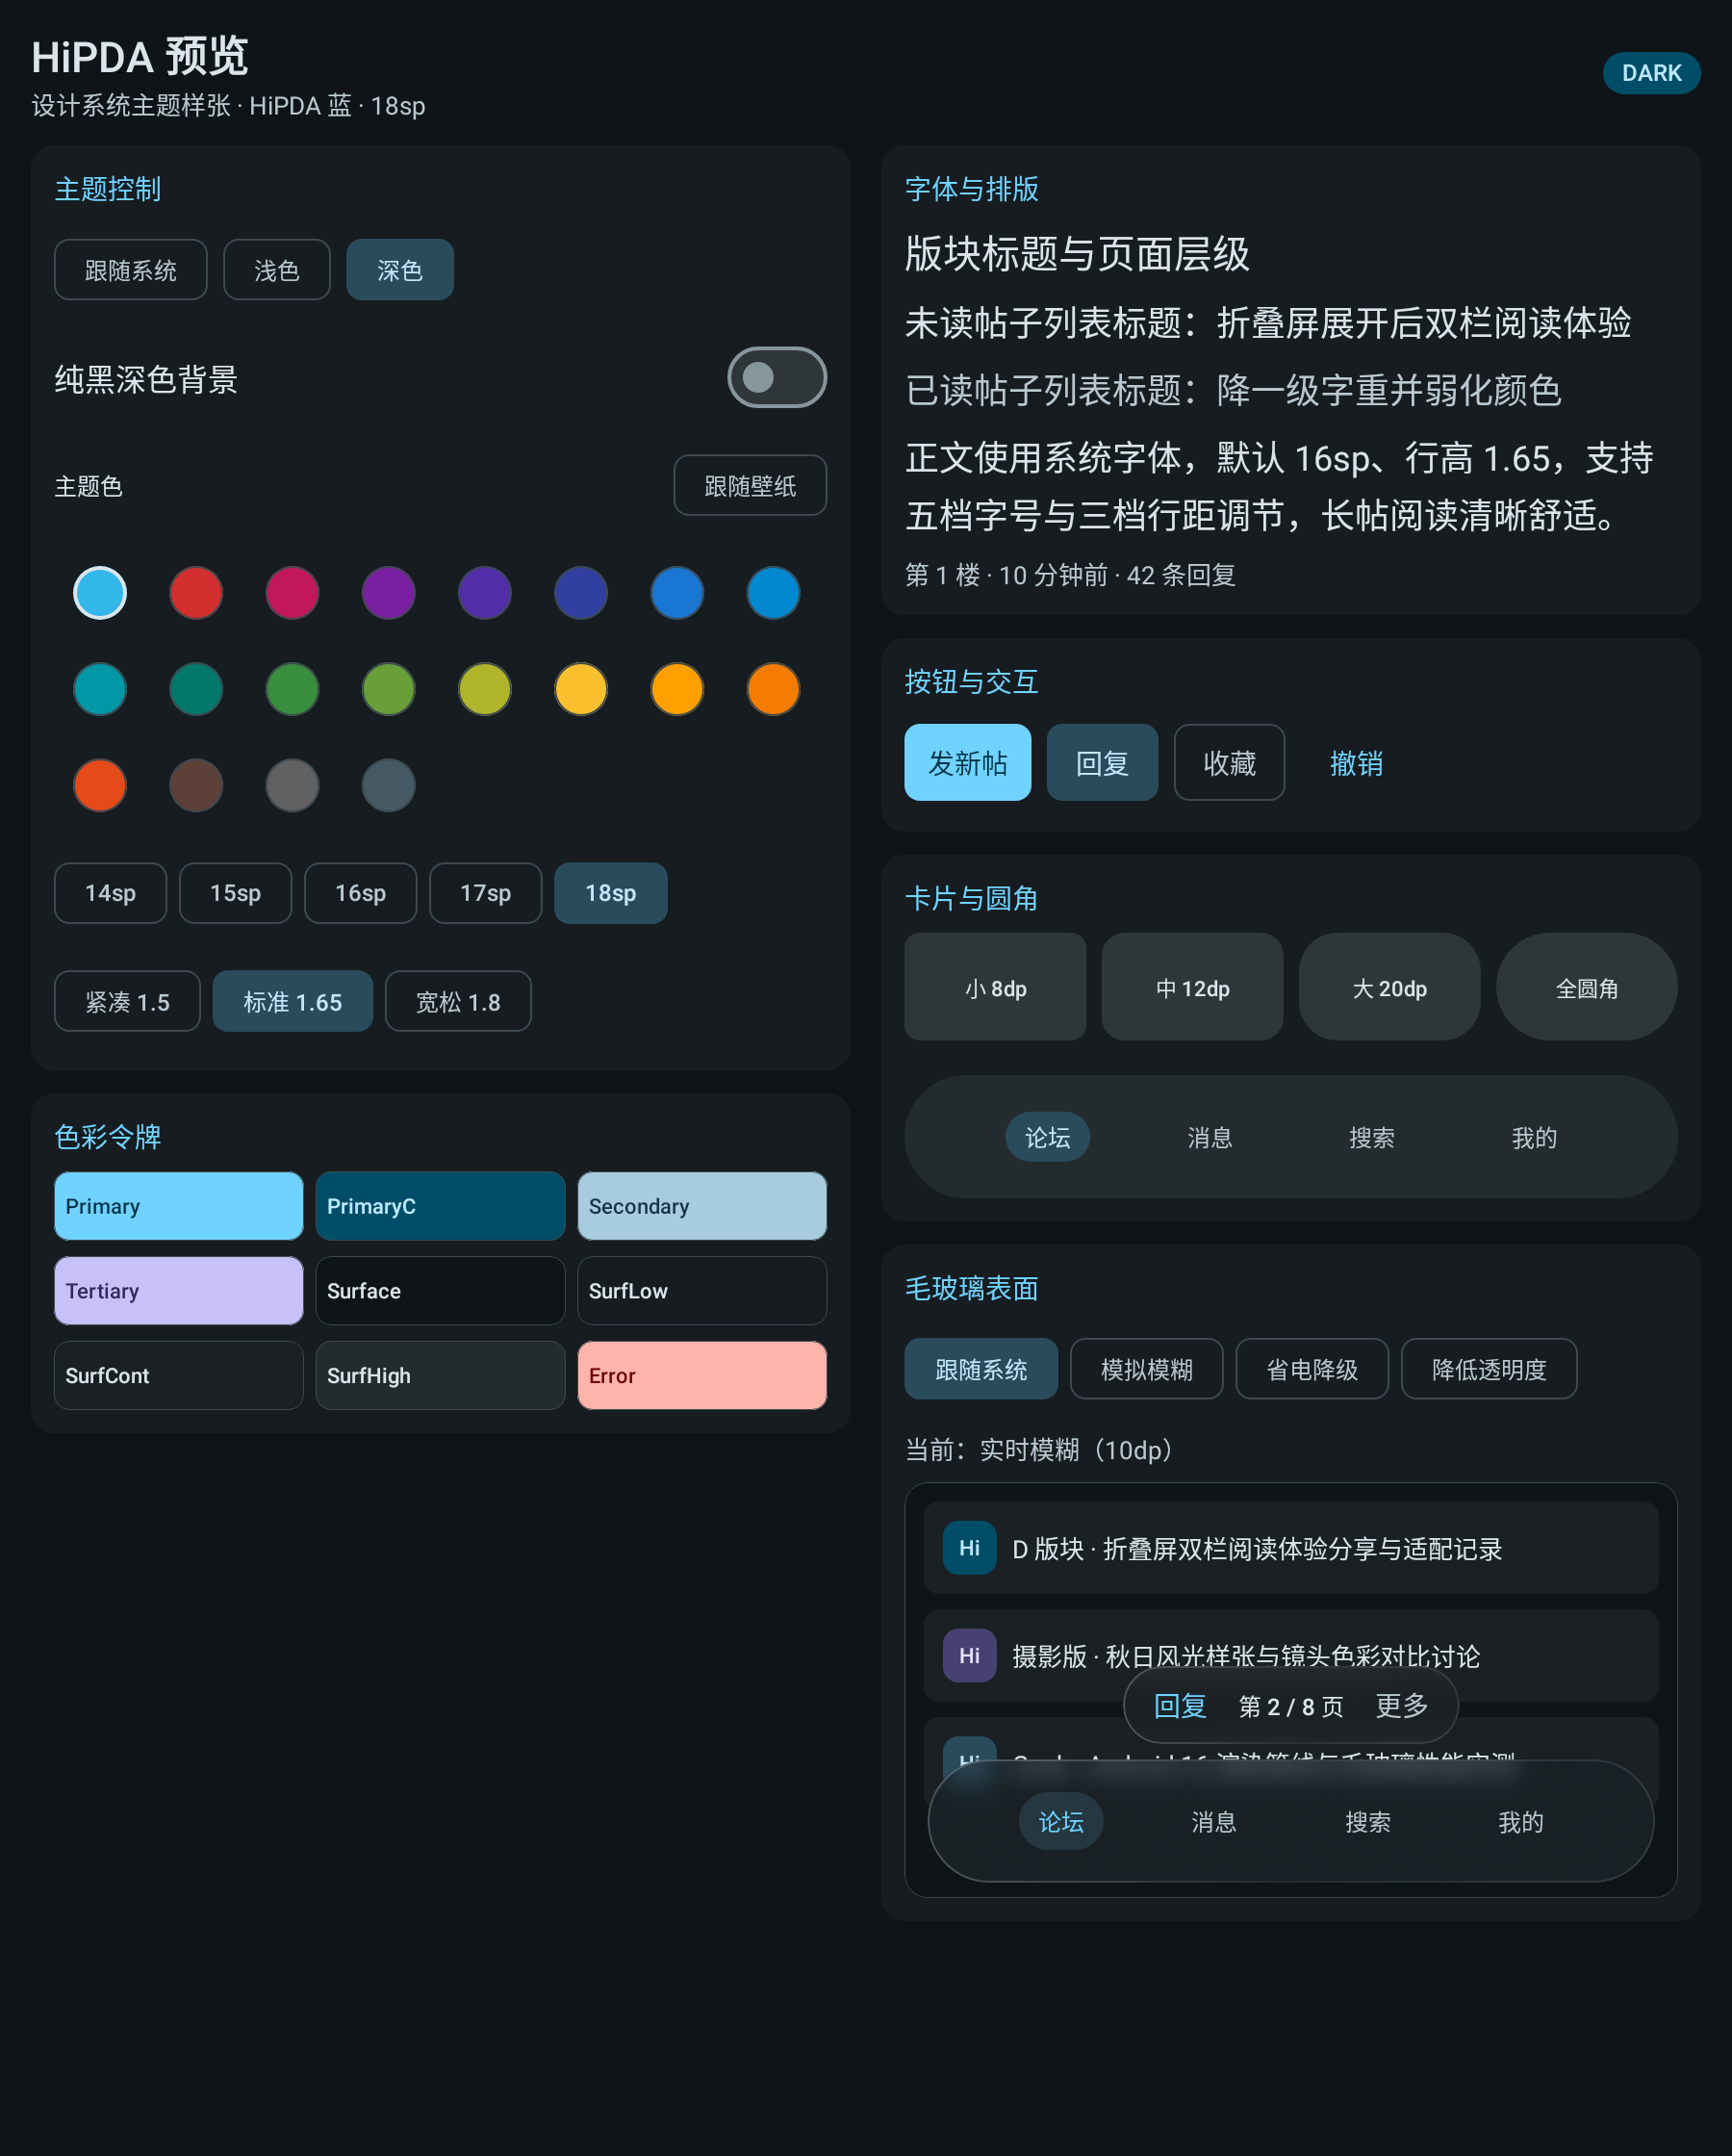 HiPDA 预览
设计系统主题样张 · HiPDA 蓝 · 18sp
DARK
主题控制
跟随系统
浅色
深色
纯黑深色背景
主题色
跟随壁纸
14sp
15sp
16sp
17sp
18sp
紧凑 1.5
标准 1.65
宽松 1.8
色彩令牌
Primary
PrimaryC
Secondary
Tertiary
Surface
SurfLow
SurfCont
SurfHigh
Error
字体与排版
版块标题与页面层级
未读帖子列表标题：折叠屏展开后双栏阅读体验
已读帖子列表标题：降一级字重并弱化颜色
正文使用系统字体，默认 16sp、行高 1.65，支持
五档字号与三档行距调节，长帖阅读清晰舒适。
第 1 楼 · 10 分钟前 · 42 条回复
按钮与交互
发新帖
回复
收藏
撤销
卡片与圆角
小 8dp
中 12dp
大 20dp
全圆角
论坛
消息
搜索
我的
毛玻璃表面
跟随系统
模拟模糊
省电降级
降低透明度
当前：实时模糊（10dp）
Hi
D 版块 · 折叠屏双栏阅读体验分享与适配记录
Hi
摄影版 · 秋日风光样张与镜头色彩对比讨论
回复
第 2 / 8 页
更多
Hi
论坛
消息
搜索
我的